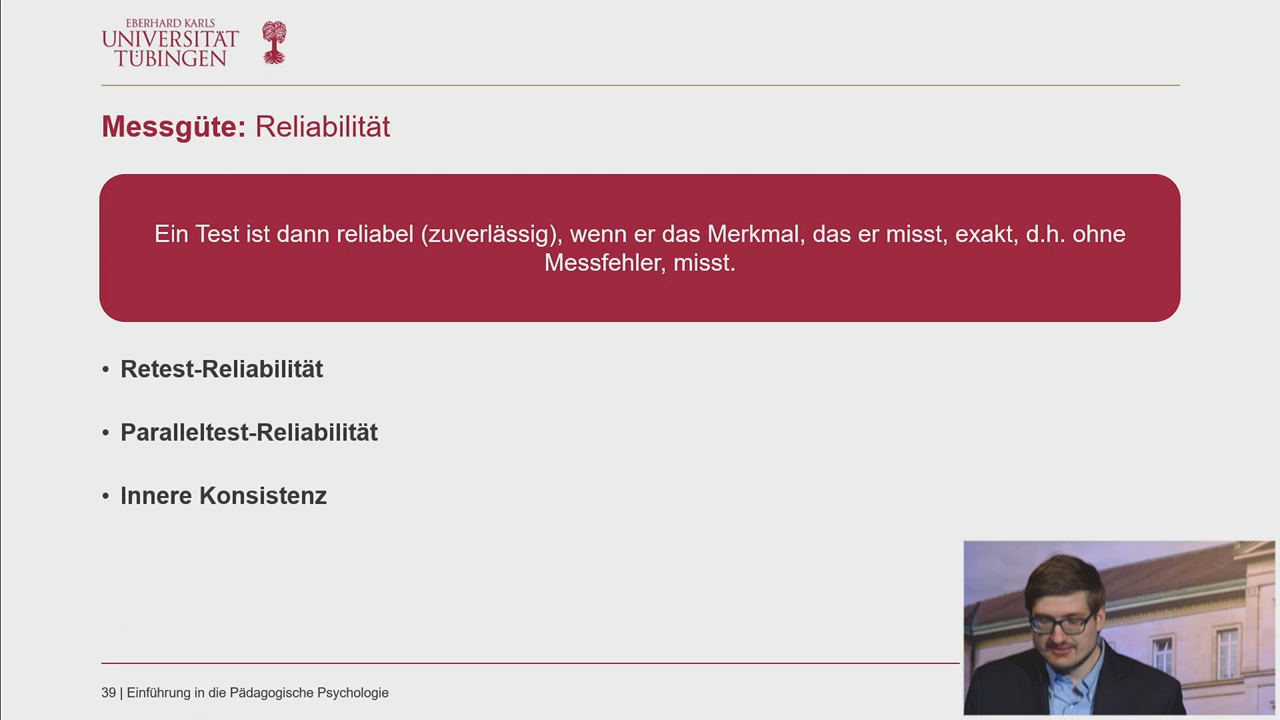 EBERHARD KARLS
UNIVERSITÄT
TÜBINGEN
Messgüte: Reliabilität
Ein Test ist dann reliabel (zuverlässig), wenn er das Merkmal, das er misst, exakt, d.h. ohne
Messfehler, misst.
• Retest-Reliabilität
• Paralleltest-Reliabilität
• Innere Konsistenz
39 | Einführung in die Pädagogische Psychologie